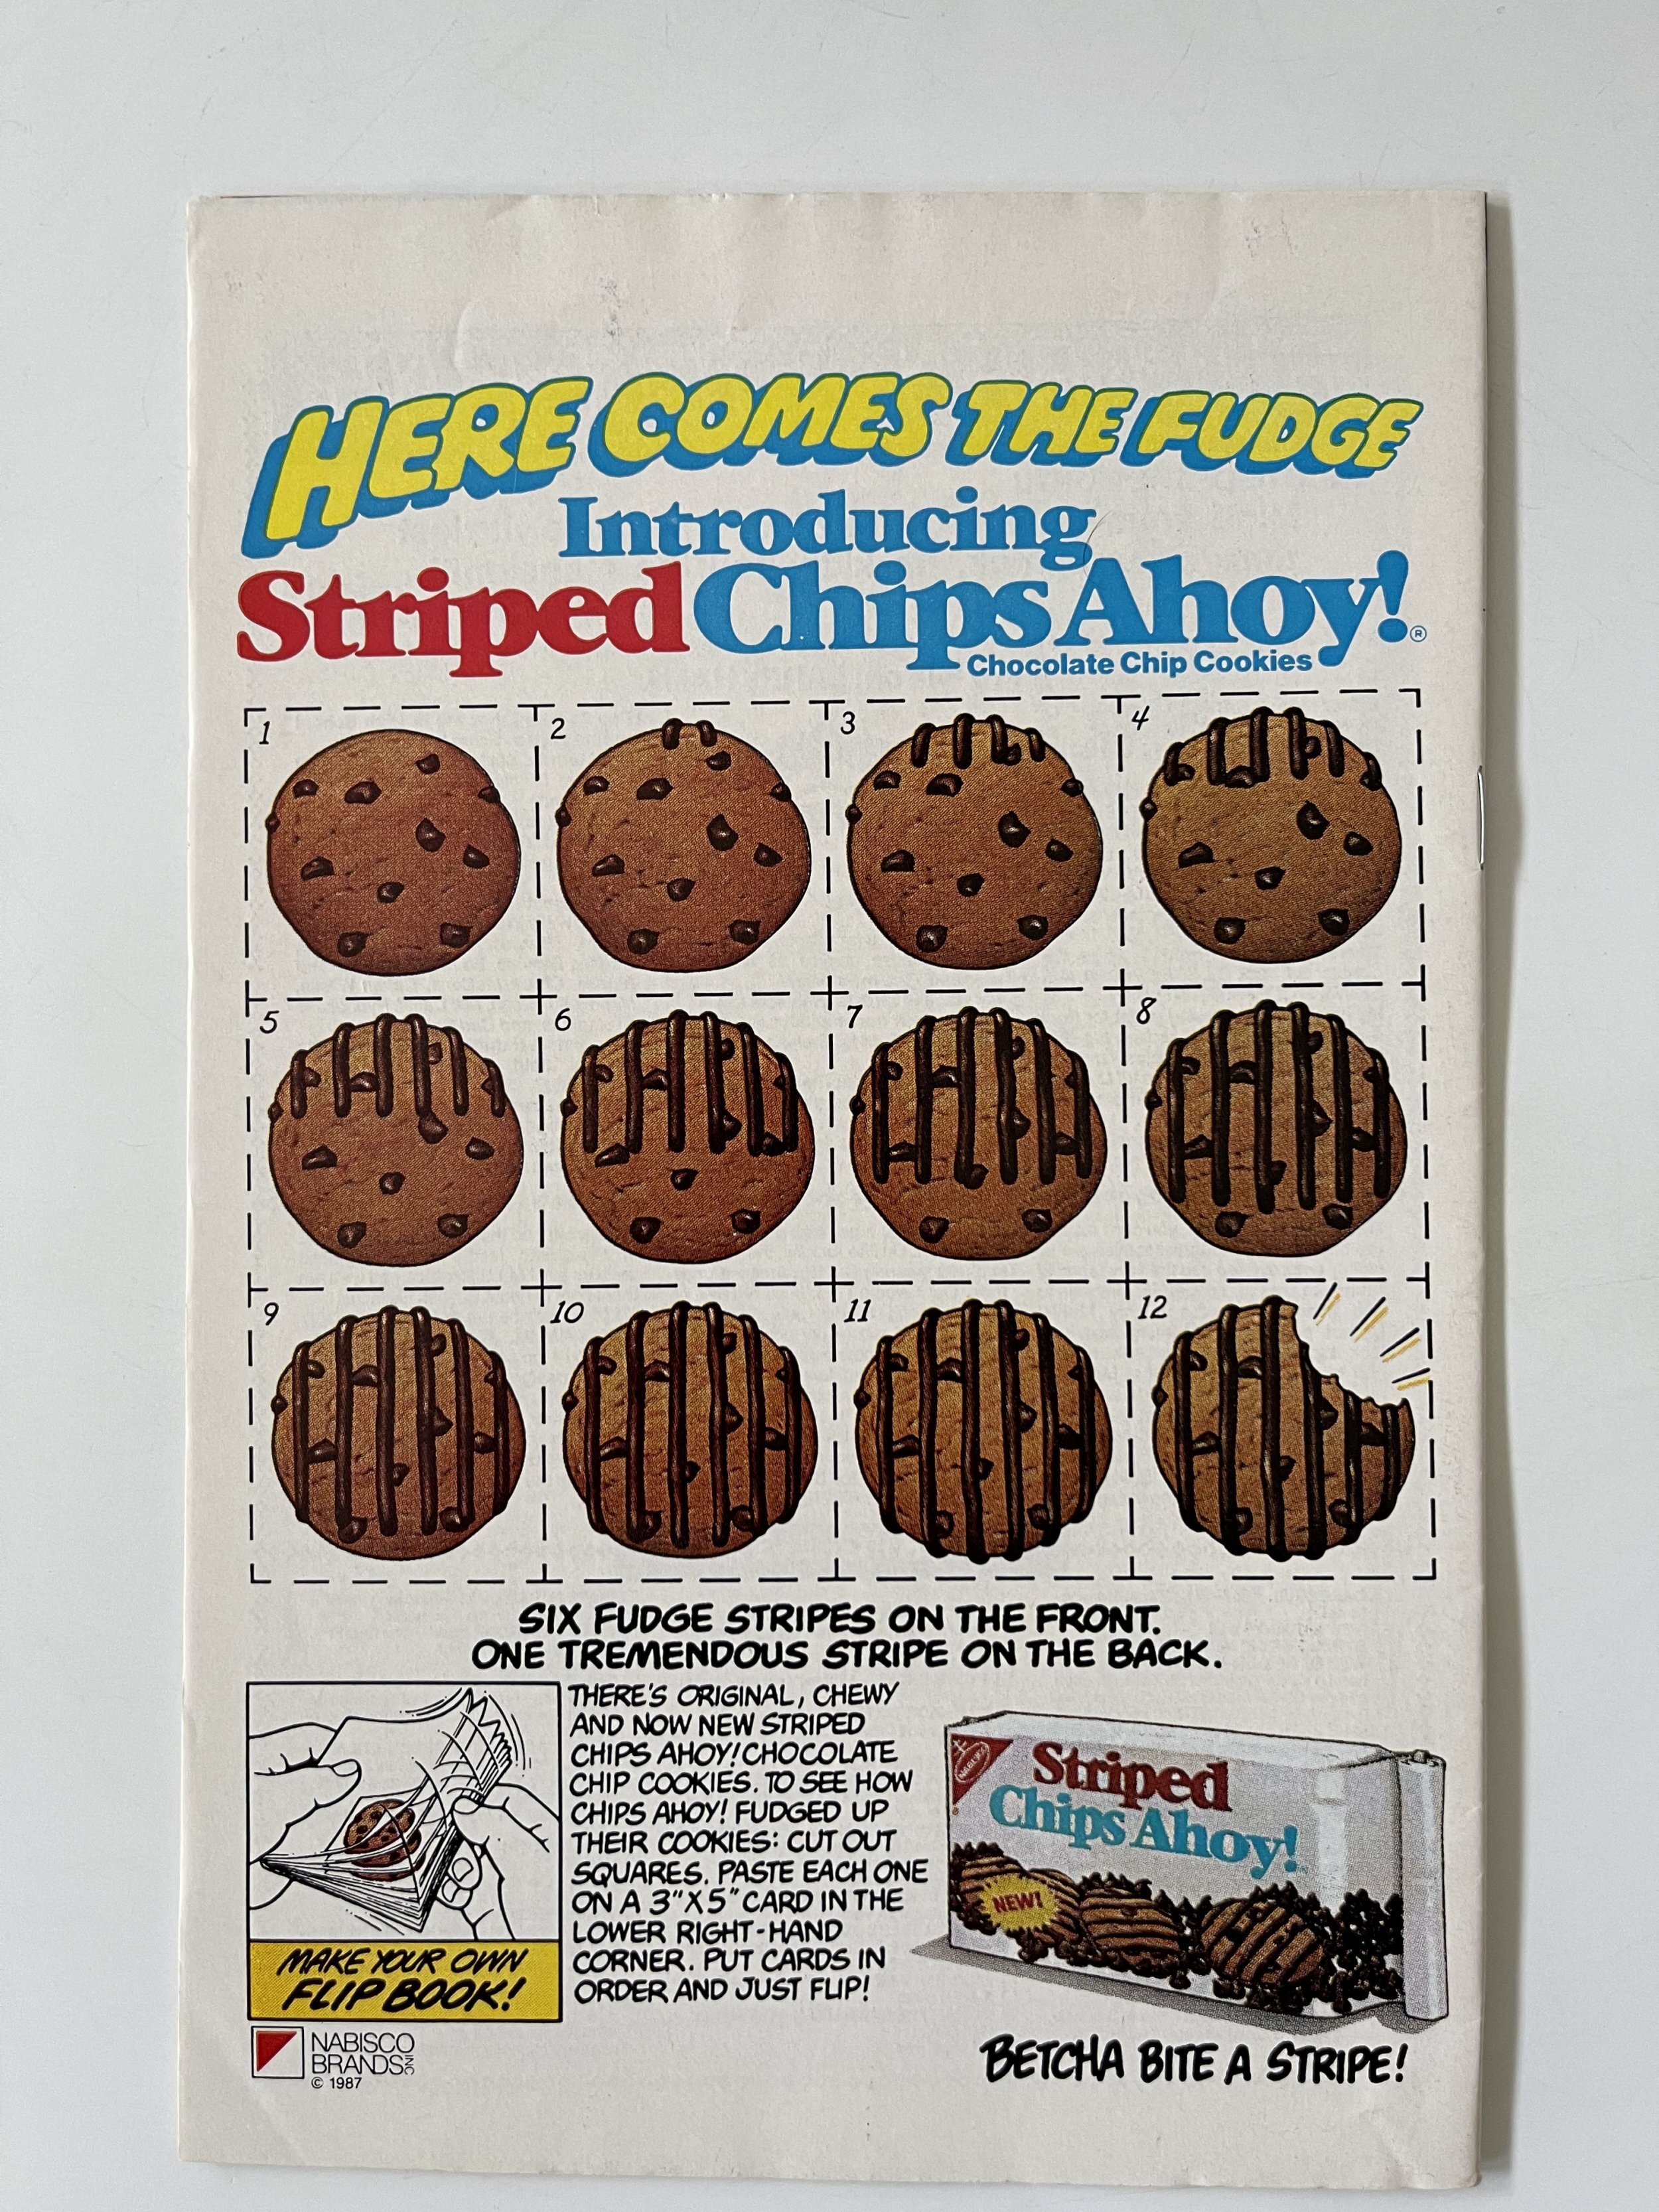 HERE COMES THE FUDGE
Introducing
Striped Chips Ahoy!®
Chocolate Chip Cookies
1 2 3 4
5 6 7 8
9 10 11 12
SIX FUDGE STRIPES ON THE FRONT.
ONE TREMENDOUS STRIPE ON THE BACK.
THERE'S ORIGINAL, CHEWY
AND NOW NEW STRIPED
CHIPS AHOY! CHOCOLATE
CHIP COOKIES. TO SEE HOW
CHIPS AHOY! FUDGED UP
THEIR COOKIES: CUT OUT
SQUARES. PASTE EACH ONE
ON A 3" X 5" CARD IN THE
LOWER RIGHT-HAND
CORNER. PUT CARDS IN
ORDER AND JUST FLIP!
MAKE YOUR OWN
FLIP BOOK!
NABISCO
Striped
Chips Ahoy!
NEW!
NABISCO
BRANDS INC
© 1987
BETCHA BITE A STRIPE!